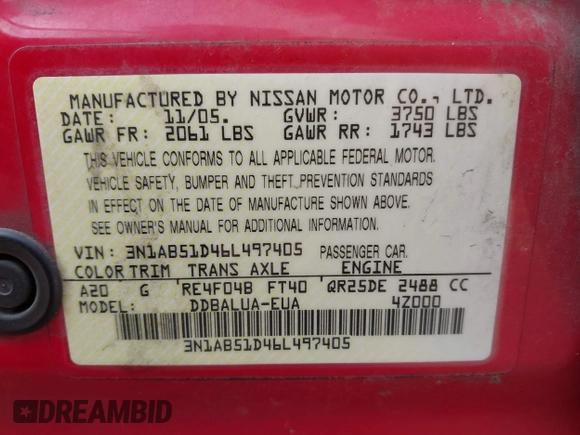 MANUFACTURED BY NISSAN MOTOR CO., LTD.
DATE: 11/05. GVWR: 3750 LBS
GAWR FR: 2061 LBS GAWR RR: 1743 LBS
THIS VEHICLE CONFORMS TO ALL APPLICABLE FEDERAL MOTOR.
VEHICLE SAFETY, BUMPER AND THEFT PREVENTION STANDARDS
IN EFFECT ON THE DATE OF MANUFACTURE SHOWN ABOVE.
SEE OWNER'S MANUAL FOR ADDITIONAL INFORMATION.
VIN: 3N1AB51D46L497405 PASSENGER CAR.
COLOR TRIM TRANS AXLE ENGINE
A20 G RE4F04B FT40 QR25DE 2488 CC
MODEL: DDBALUA-EUA 4Z000
3N1AB51D46L497405
DREAMBID